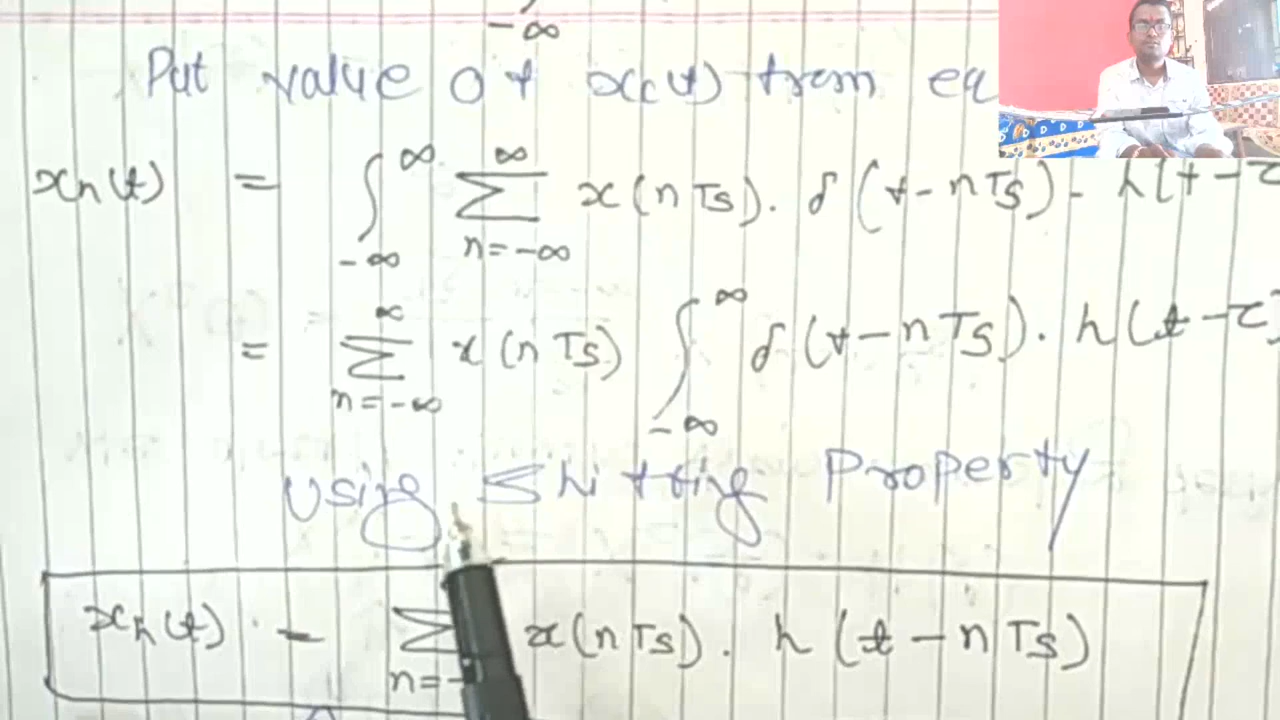 -∞
Put value of x(t) from eq
xh(t) = ∫_{-∞}^{∞} ∑_{n=-∞}^{∞} x(nTs). δ(t-nTs). h(t-τ
= ∑_{n=-∞}^{∞} x(nTs) ∫_{-∞}^{∞} δ(t-nTs). h(t-τ)
Using Shifting Property
xh(t) = ∑_{n=-} x(nTs). h(t-nTs)